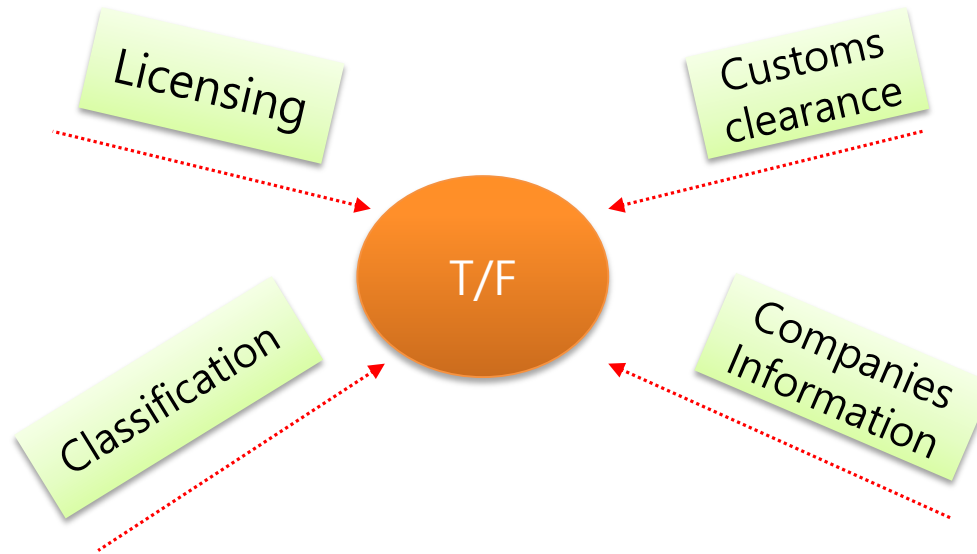 Licensing
Customs
clearance
T/F
Classification
Companies
Information